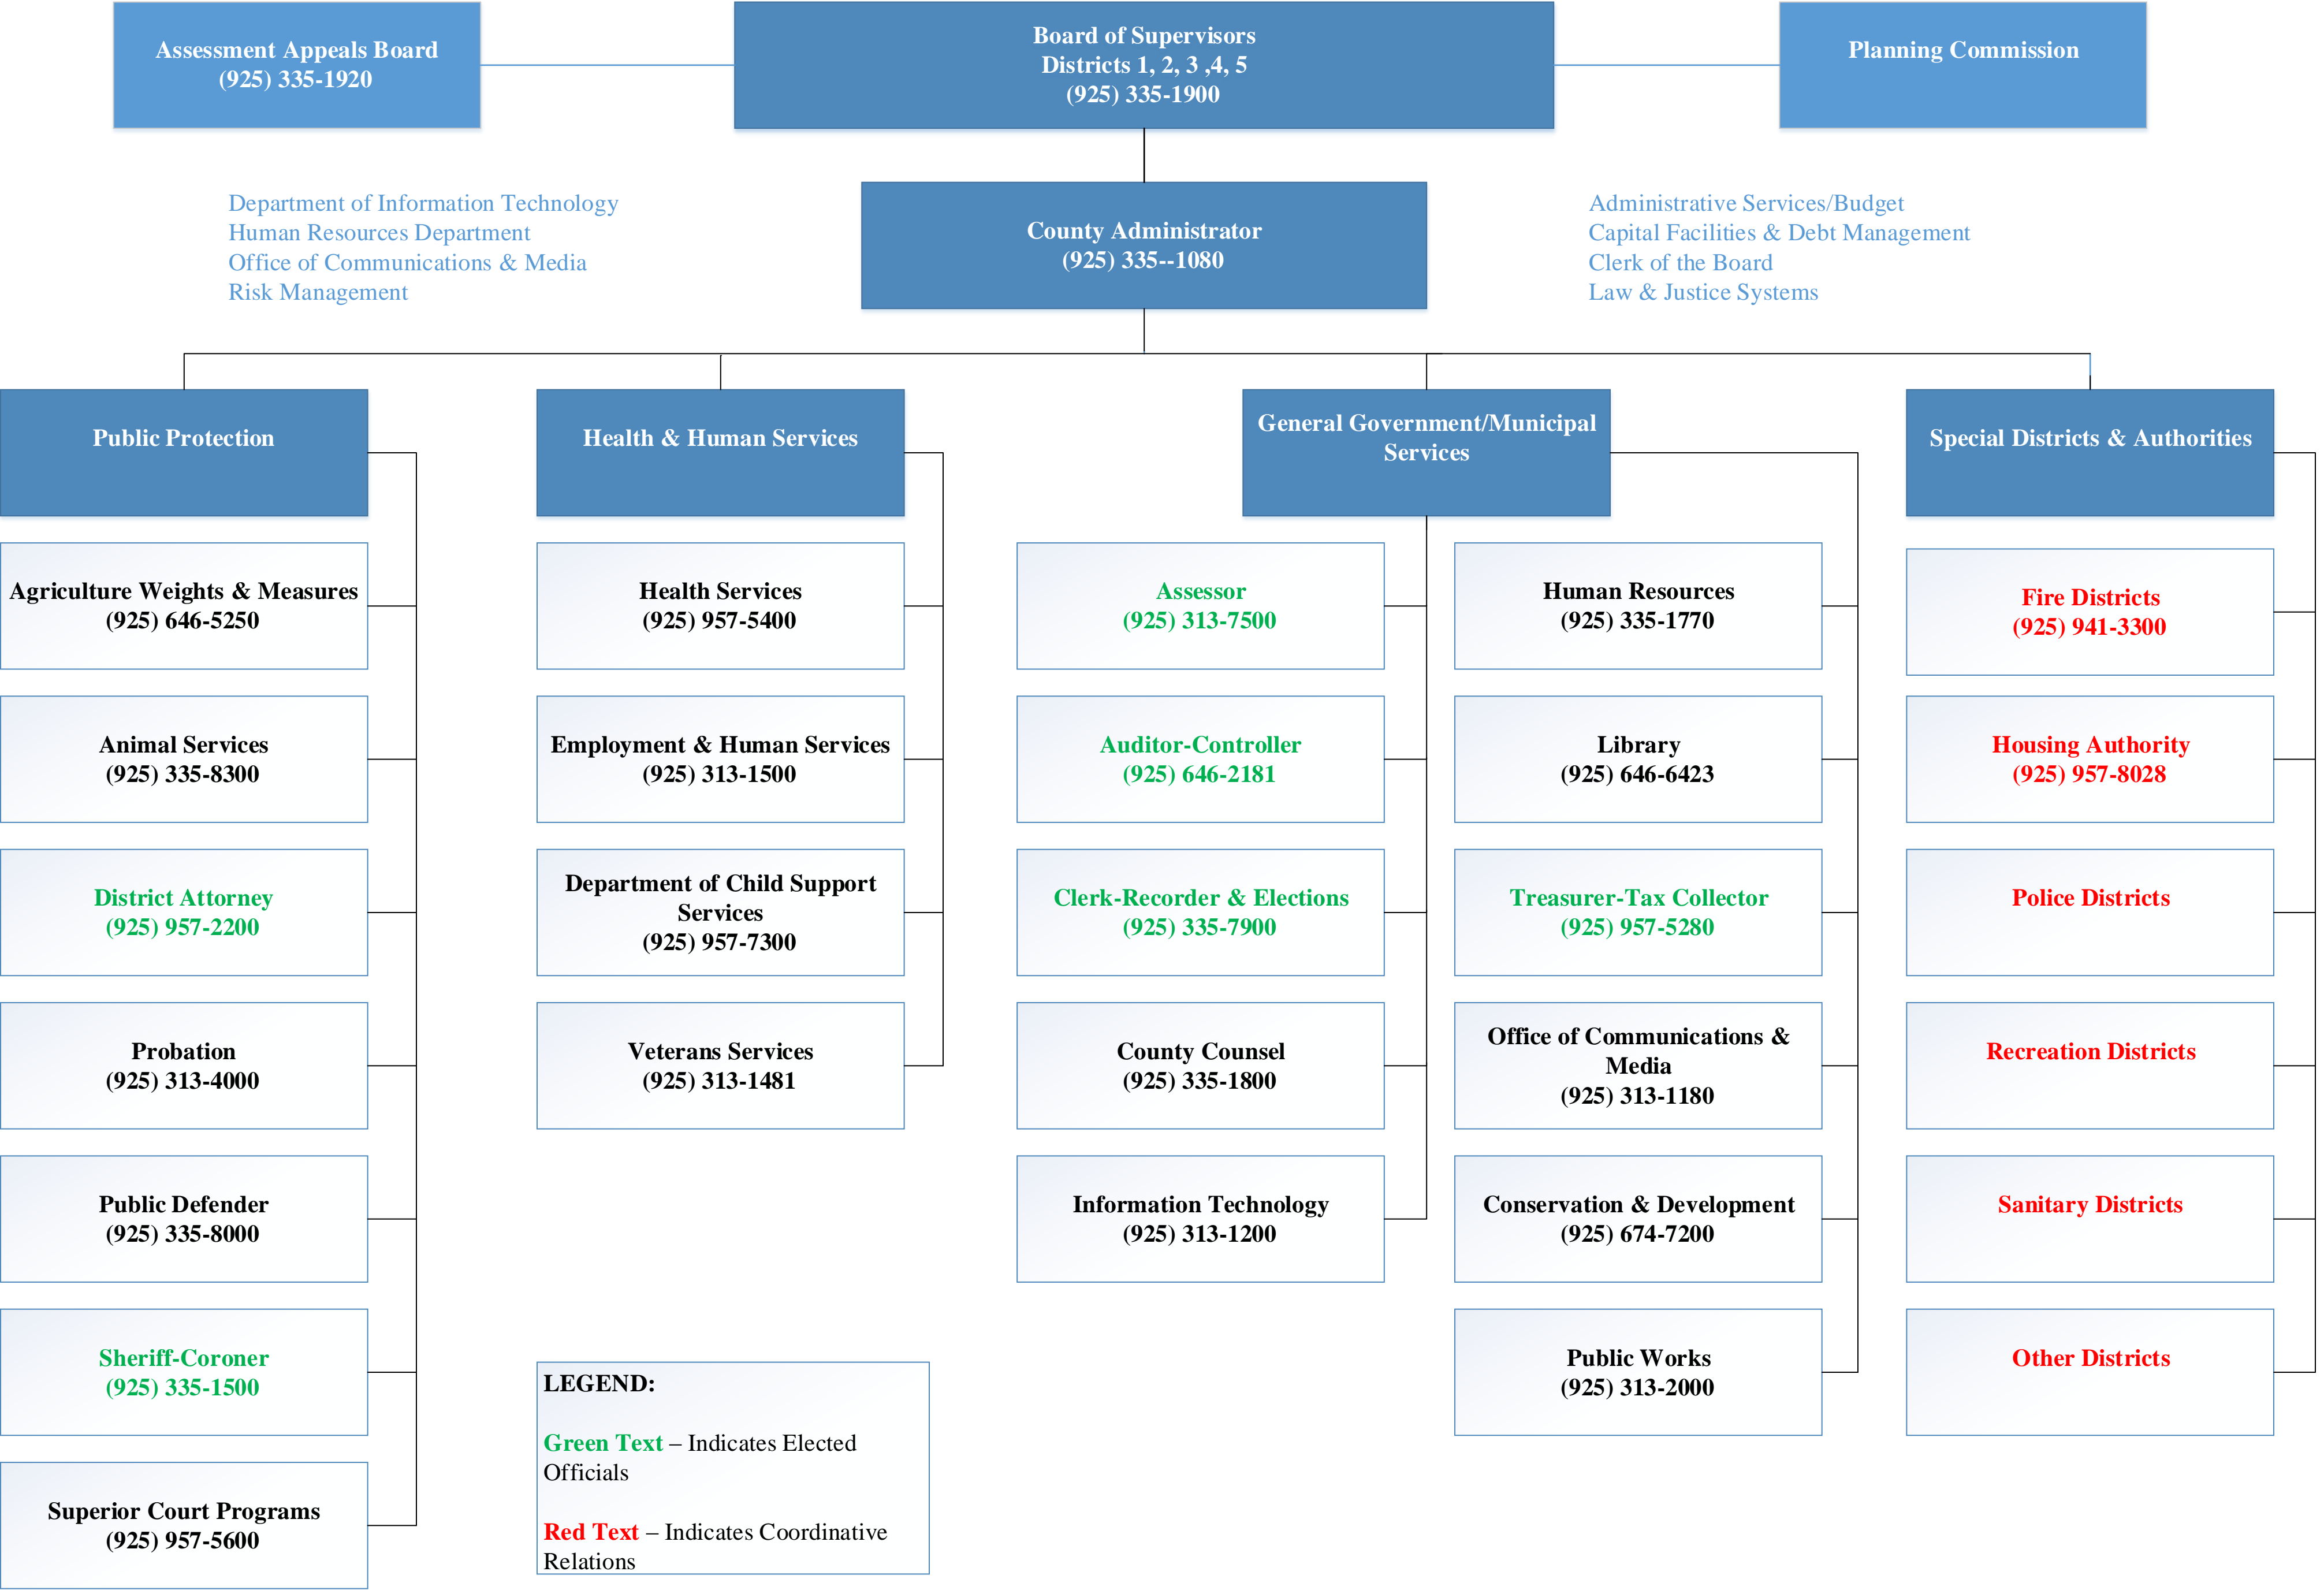 Assessment Appeals Board
(925) 335-1920
Board of Supervisors
Districts 1, 2, 3 ,4, 5
(925) 335-1900
Planning Commission
Department of Information Technology
Human Resources Department
Office of Communications & Media
Risk Management
County Administrator
(925) 335--1080
Administrative Services/Budget
Capital Facilities & Debt Management
Clerk of the Board
Law & Justice Systems
Public Protection
Agriculture Weights & Measures
(925) 646-5250
Animal Services
(925) 335-8300
District Attorney
(925) 957-2200
Probation
(925) 313-4000
Public Defender
(925) 335-8000
Sheriff-Coroner
(925) 335-1500
Superior Court Programs
(925) 957-5600
Health & Human Services
Health Services
(925) 957-5400
Employment & Human Services
(925) 313-1500
Department of Child Support
Services
(925) 957-7300
Veterans Services
(925) 313-1481
General Government/Municipal
Services
Assessor
(925) 313-7500
Auditor-Controller
(925) 646-2181
Clerk-Recorder & Elections
(925) 335-7900
County Counsel
(925) 335-1800
Information Technology
(925) 313-1200
Human Resources
(925) 335-1770
Library
(925) 646-6423
Treasurer-Tax Collector
(925) 957-5280
Office of Communications &
Media
(925) 313-1180
Conservation & Development
(925) 674-7200
Public Works
(925) 313-2000
Special Districts & Authorities
Fire Districts
(925) 941-3300
Housing Authority
(925) 957-8028
Police Districts
Recreation Districts
Sanitary Districts
Other Districts
LEGEND:
Green Text – Indicates Elected
Officials
Red Text – Indicates Coordinative
Relations